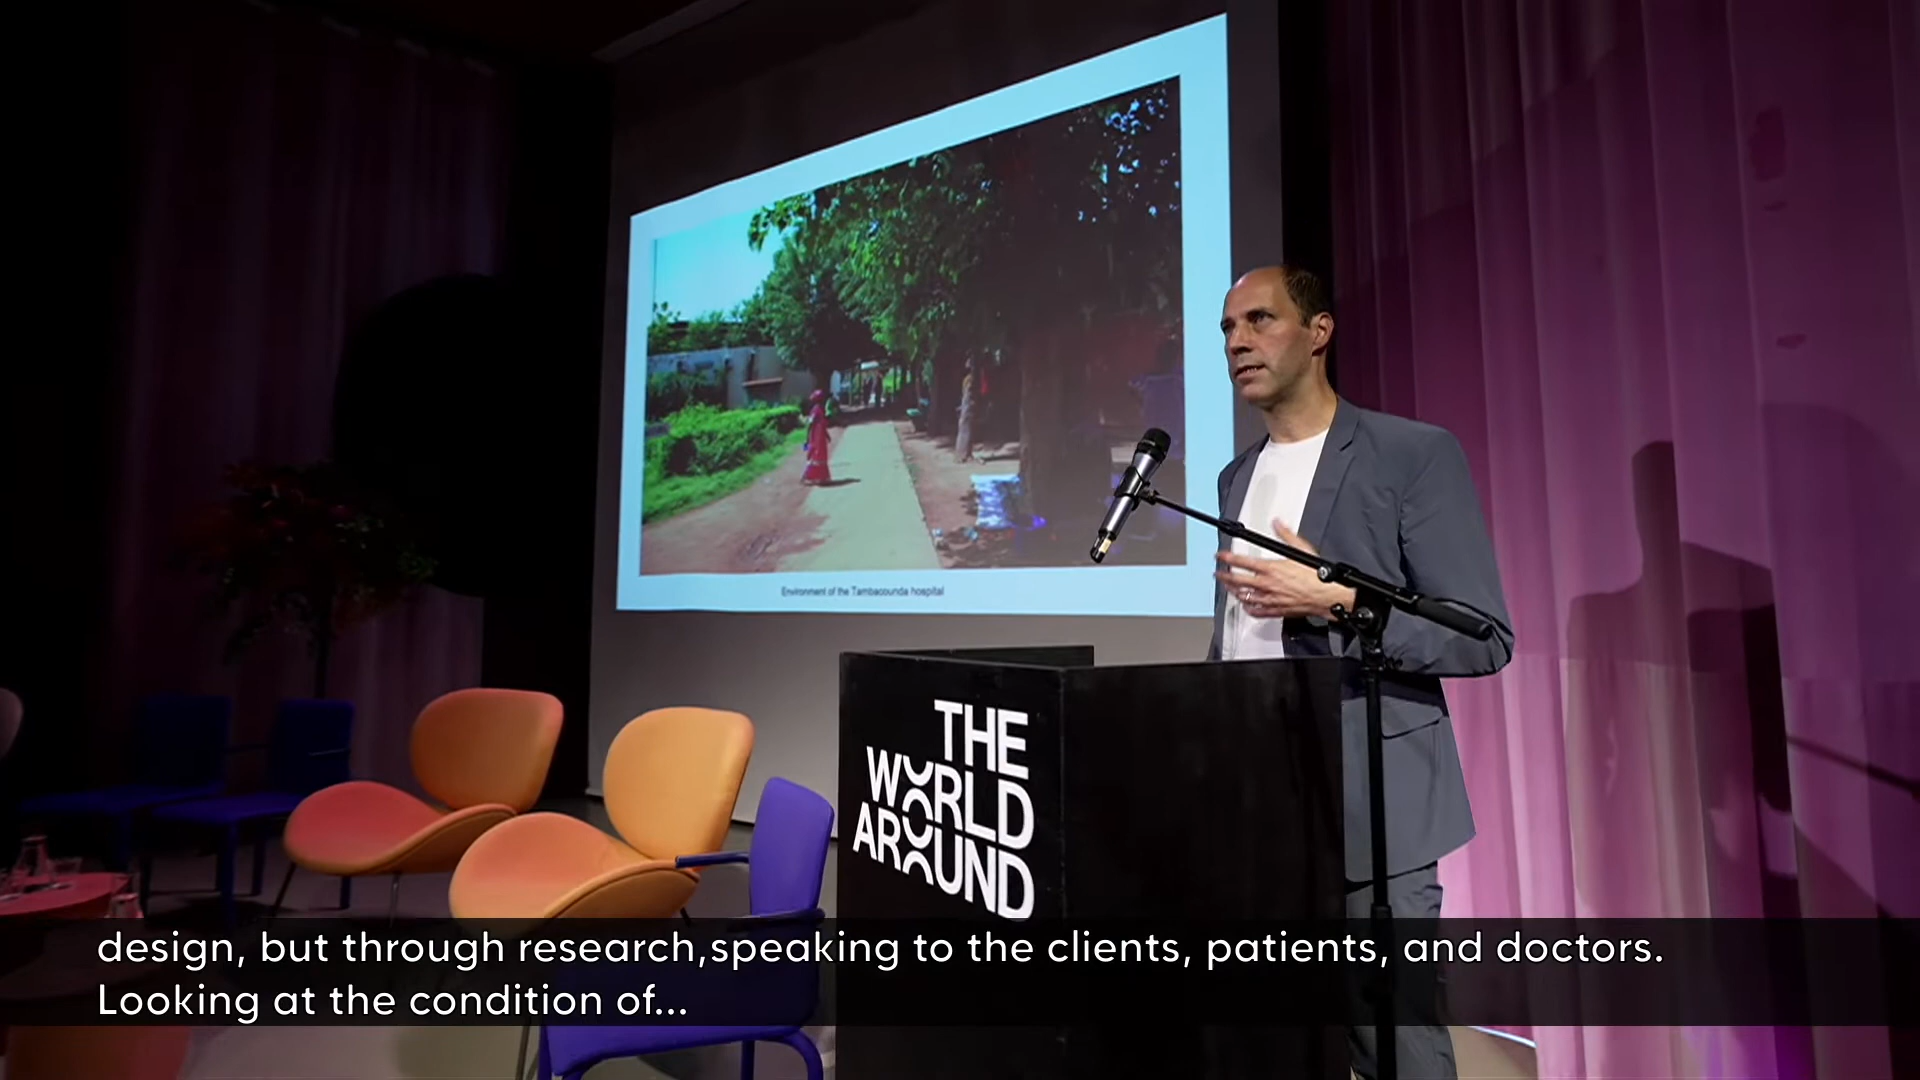 Environment of the Tambacounda hospital
THE
WORLD
AROUND
design, but through research,speaking to the clients, patients, and doctors.
Looking at the condition of...